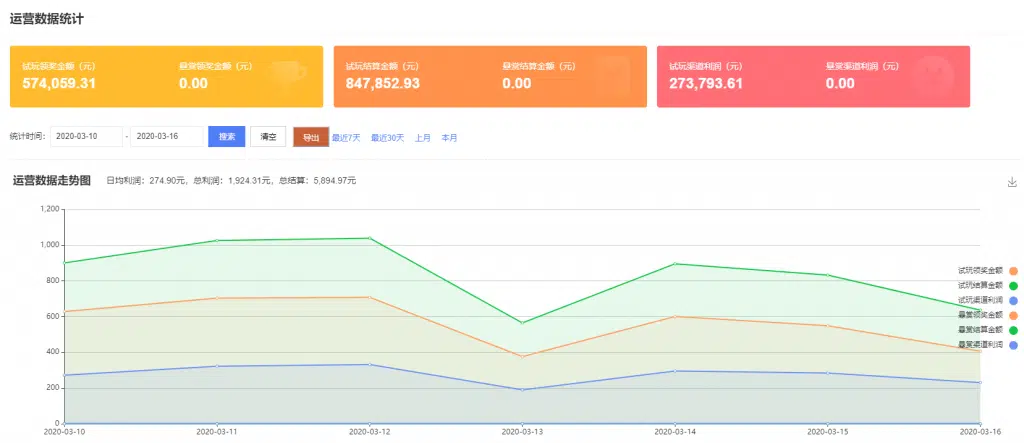 运营数据统计
试玩领奖金额（元） 悬赏领奖金额（元） 试玩结算金额（元） 悬赏结算金额（元） 试玩渠道利润（元） 悬赏渠道利润（元）
574,059.31 0.00 847,852.93 0.00 273,793.61 0.00
统计时间： 2020-03-10 - 2020-03-16 搜索 清空 导出 最近7天 最近30天 上月 本月
运营数据走势图 日均利润：274.90元，总利润：1,924.31元，总结算：5,894.97元
1,200
1,000
800
600
400
200
0
试玩领奖金额
试玩结算金额
试玩渠道利润
悬赏领奖金额
悬赏结算金额
悬赏渠道利润
2020-03-10 2020-03-11 2020-03-12 2020-03-13 2020-03-14 2020-03-15 2020-03-16